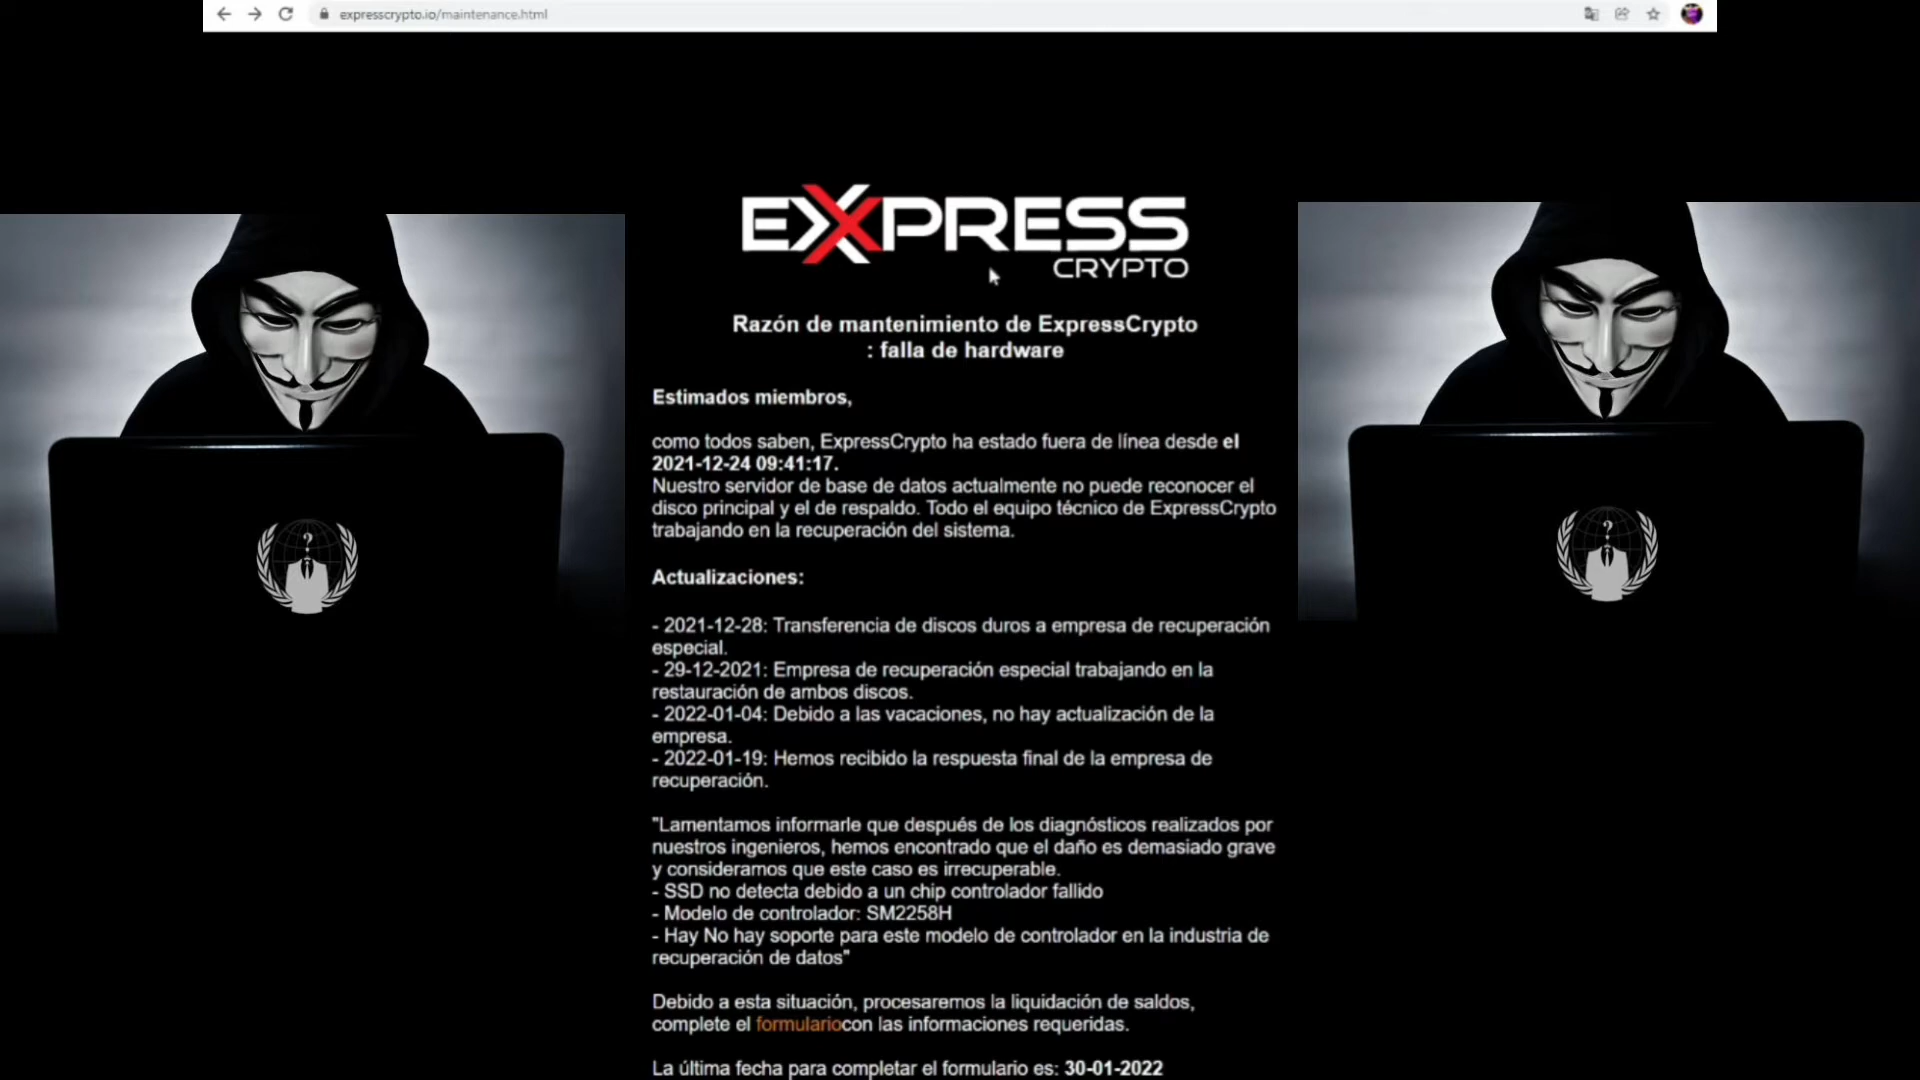 expresscrypto.io/maintenance.html
EXPRESS
CRYPTO
Razón de mantenimiento de ExpressCrypto
: falla de hardware
Estimados miembros,
como todos saben, ExpressCrypto ha estado fuera de línea desde el
2021-12-24 09:41:17.
Nuestro servidor de base de datos actualmente no puede reconocer el
disco principal y el de respaldo. Todo el equipo técnico de ExpressCrypto
trabajando en la recuperación del sistema.
Actualizaciones:
- 2021-12-28: Transferencia de discos duros a empresa de recuperación
especial.
- 29-12-2021: Empresa de recuperación especial trabajando en la
restauración de ambos discos.
- 2022-01-04: Debido a las vacaciones, no hay actualización de la
empresa.
- 2022-01-19: Hemos recibido la respuesta final de la empresa de
recuperación.
"Lamentamos informarle que después de los diagnósticos realizados por
nuestros ingenieros, hemos encontrado que el daño es demasiado grave
y consideramos que este caso es irrecuperable.
- SSD no detecta debido a un chip controlador fallido
- Modelo de controlador: SM2258H
- Hay No hay soporte para este modelo de controlador en la industria de
recuperación de datos"
Debido a esta situación, procesaremos la liquidación de saldos,
complete el formulariocon las informaciones requeridas.
La última fecha para completar el formulario es: 30-01-2022